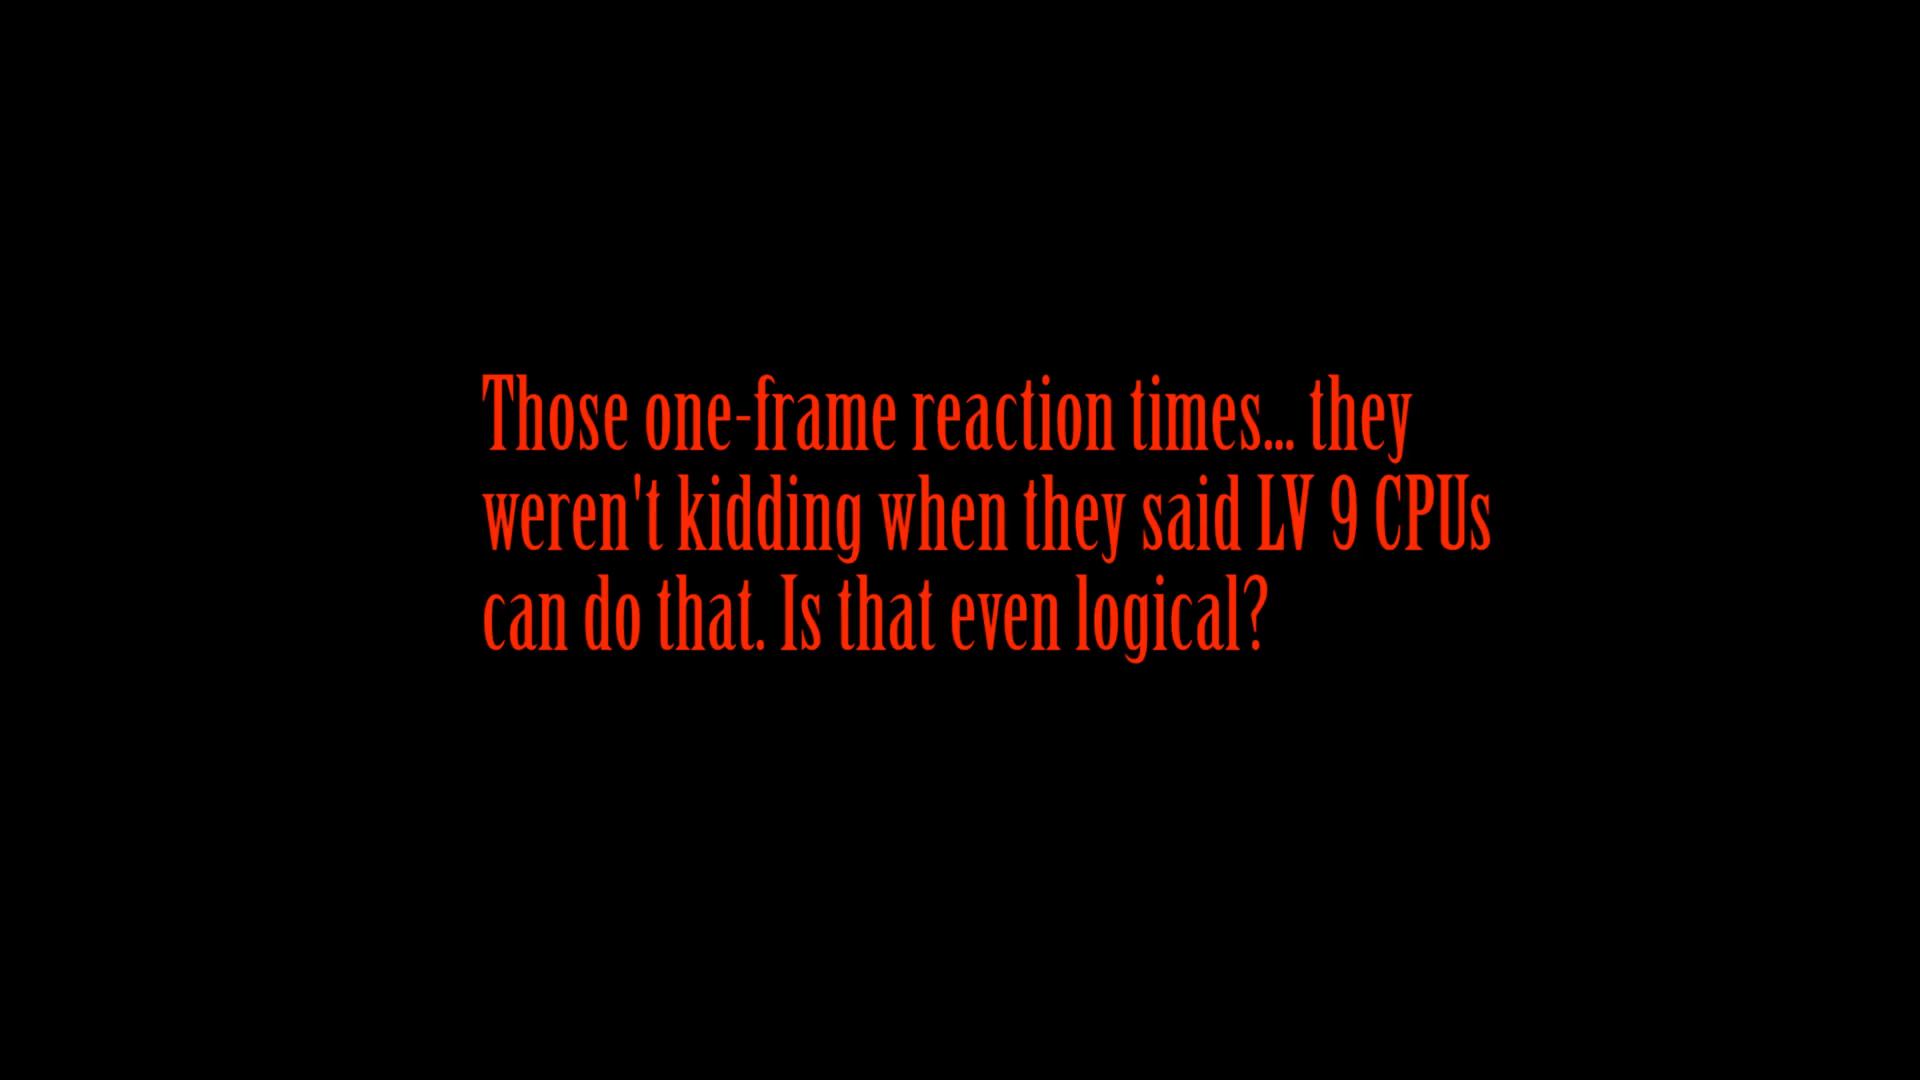 Those one-frame reaction times... they
weren't kidding when they said LV 9 CPUs
can do that. Is that even logical?